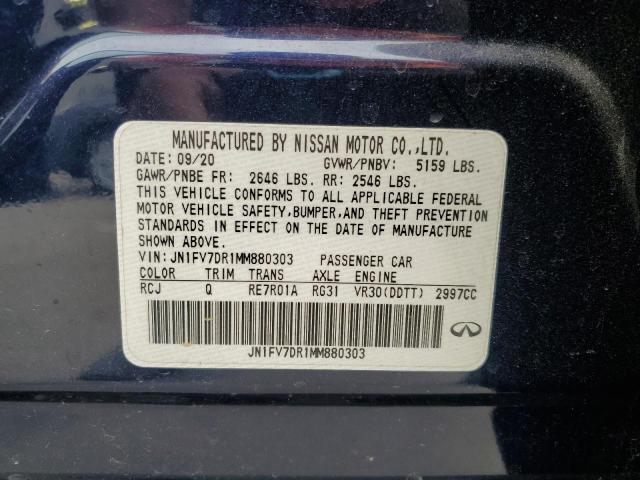 MANUFACTURED BY NISSAN MOTOR CO.,LTD.
DATE: 09/20 GVWR/PNBV: 5159 LBS.
GAWR/PNBE FR: 2646 LBS. RR: 2546 LBS.
THIS VEHICLE CONFORMS TO ALL APPLICABLE FEDERAL
MOTOR VEHICLE SAFETY,BUMPER,AND THEFT PREVENTION
STANDARDS IN EFFECT ON THE DATE OF MANUFACTURE
SHOWN ABOVE.
VIN: JN1FV7DR1MM880303 PASSENGER CAR
COLOR TRIM TRANS AXLE ENGINE
RCJ Q RE7R01A RG31 VR30(DDTT) 2997CC
JN1FV7DR1MM880303